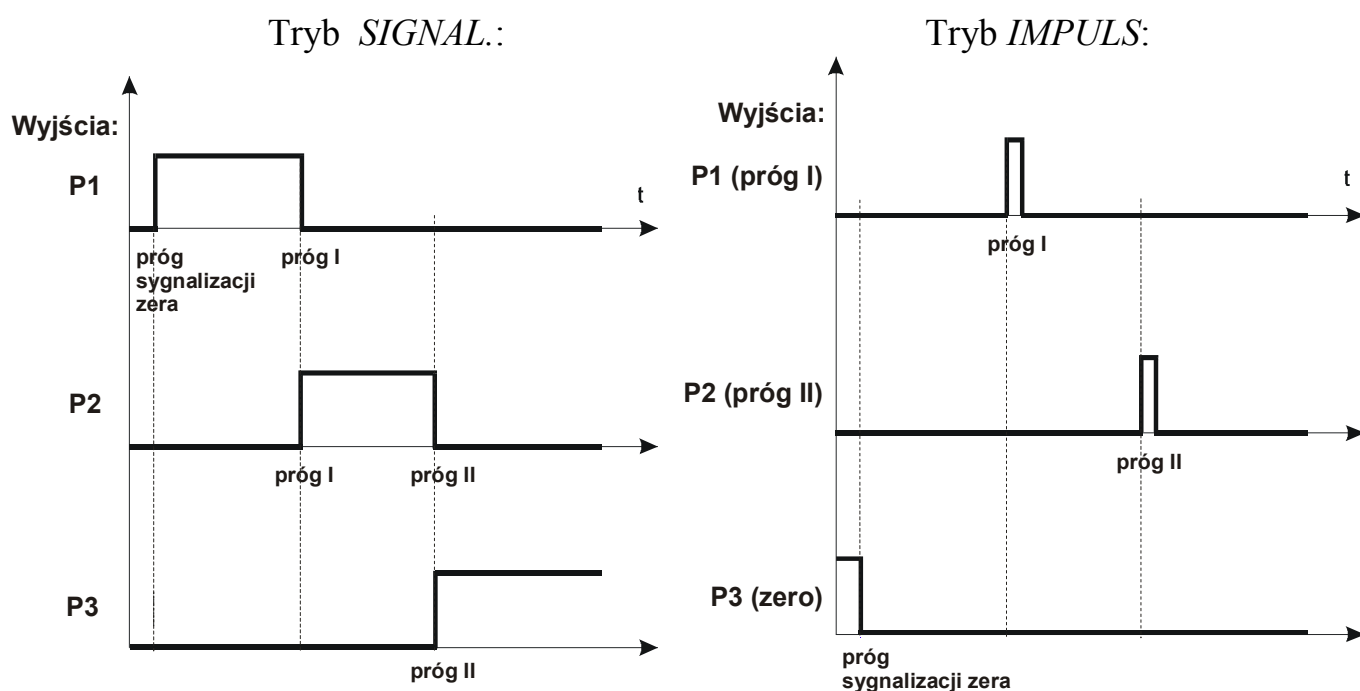 Tryb SIGNAL.:
Wyjścia:
P1
t
próg
sygnalizacji
zera
próg I
P2
próg I
próg II
P3
próg II
Tryb IMPULS:
Wyjścia:
P1 (próg I)
t
próg I
P2 (próg II)
próg II
P3 (zero)
próg
sygnalizacji zera